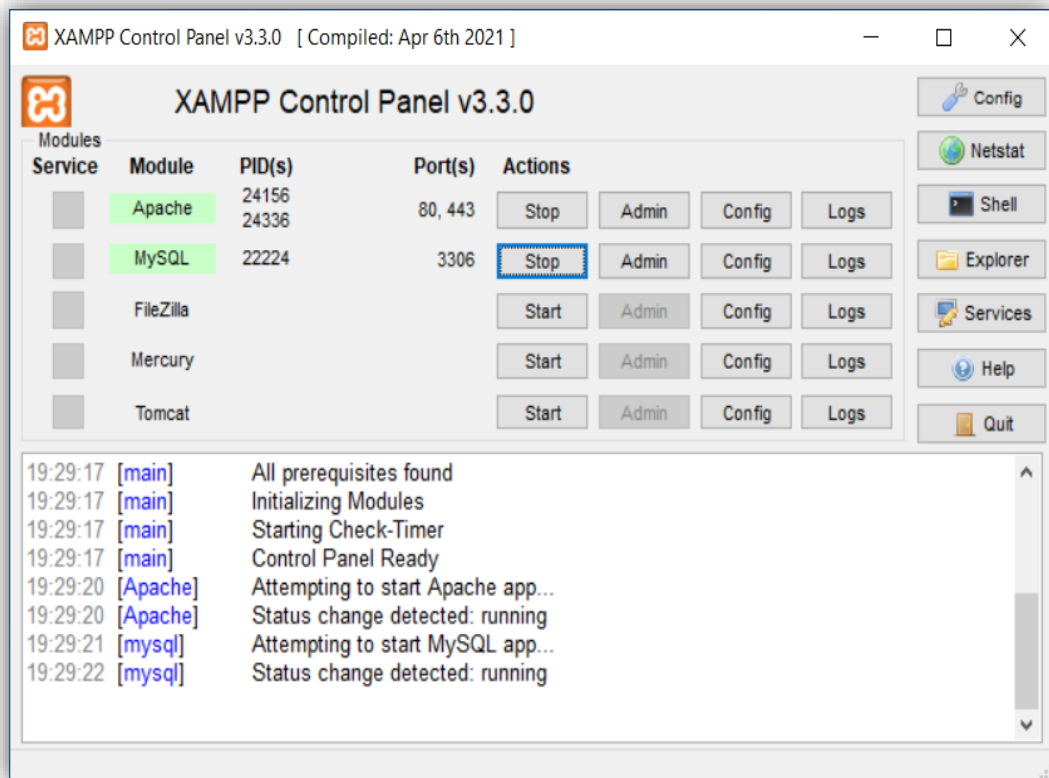 XAMPP Control Panel v3.3.0 [ Compiled: Apr 6th 2021 ]
XAMPP Control Panel v3.3.0
Config
Modules
Service Module PID(s) Port(s) Actions
Netstat
Apache 24156 24336 80, 443 Stop Admin Config Logs
Shell
MySQL 22224 3306 Stop Admin Config Logs
Explorer
FileZilla Start Admin Config Logs
Services
Mercury Start Admin Config Logs
Help
Tomcat Start Admin Config Logs
Quit
19:29:17 [main] All prerequisites found
19:29:17 [main] Initializing Modules
19:29:17 [main] Starting Check-Timer
19:29:17 [main] Control Panel Ready
19:29:20 [Apache] Attempting to start Apache app...
19:29:20 [Apache] Status change detected: running
19:29:21 [mysql] Attempting to start MySQL app...
19:29:22 [mysql] Status change detected: running